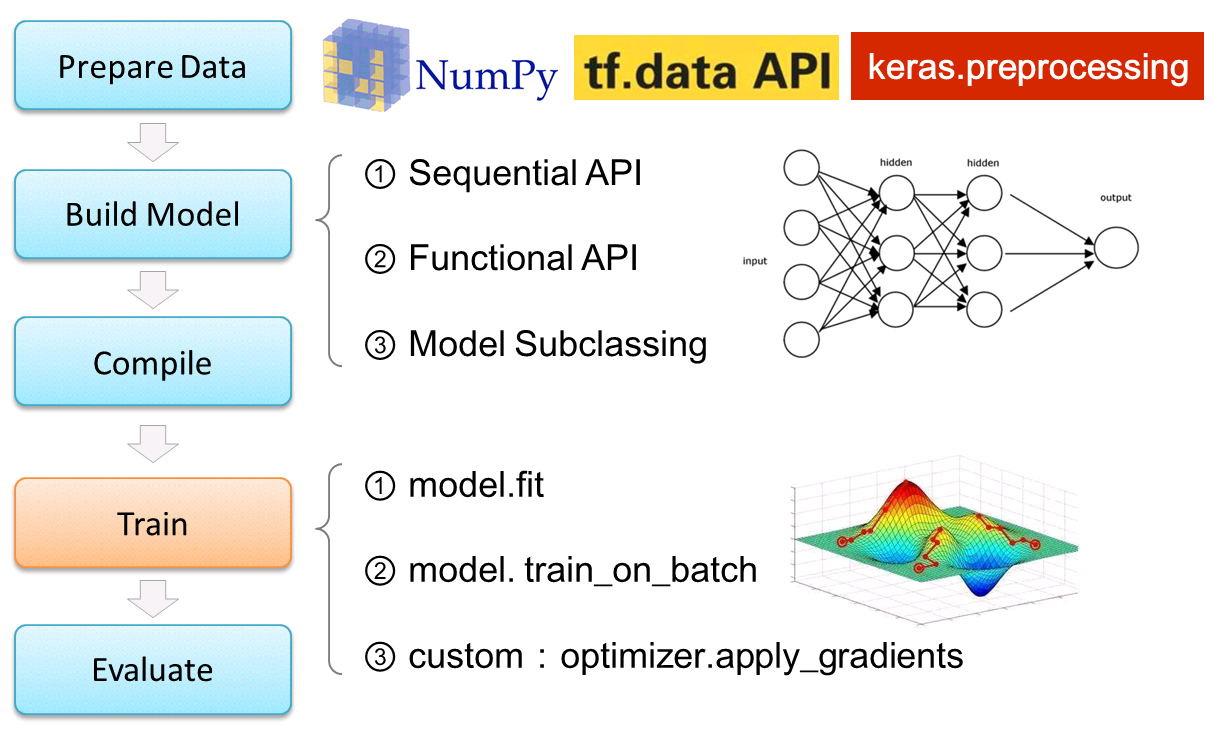 Prepare Data
NumPy
tf.data API
keras.preprocessing
Build Model
① Sequential API
② Functional API
③ Model Subclassing
input
hidden
hidden
output
Compile
Train
① model.fit
② model. train_on_batch
③ custom：optimizer.apply_gradients
Evaluate